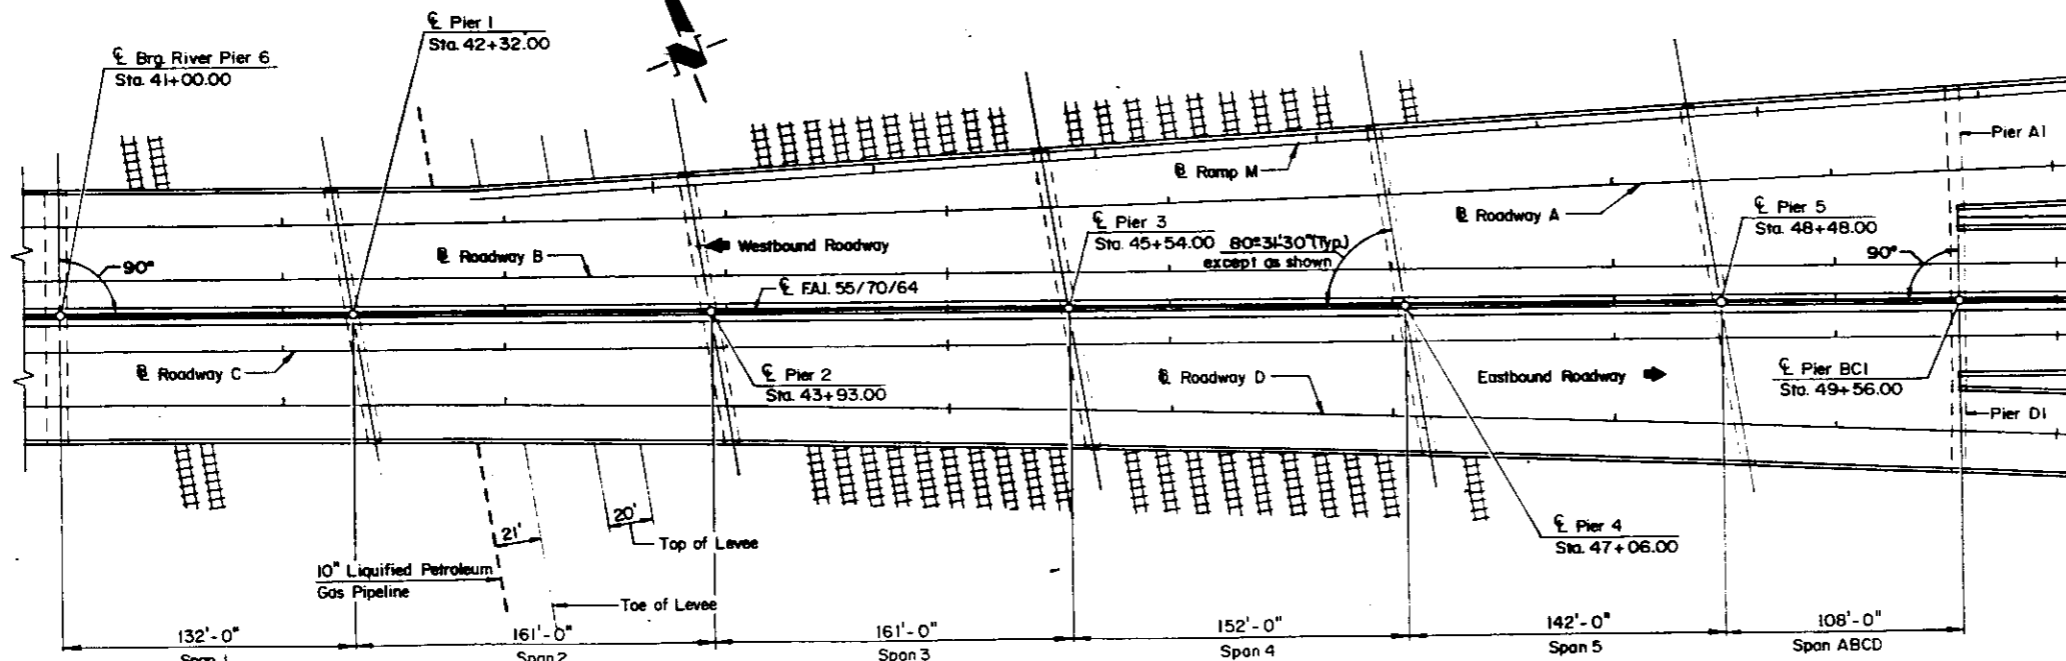 ℄ Pier 1
Sta. 42+32.00
℄ Brg. River Pier 6
Sta. 41+00.00
Pier A1
℞ Ramp M
℄ Pier 3
Sta. 45+54.00
80°31'30"(Typ.)
except as shown
℞ Roadway A
℄ Pier 5
Sta. 48+48.00
Westbound Roadway
℞ Roadway B
90°
90°
℄ F.A.I. 55/70/64
℞ Roadway C
℄ Pier 2
Sta. 43+93.00
℞ Roadway D
Eastbound Roadway
℄ Pier BC1
Sta. 49+56.00
Pier D1
20'
21'
Top of Levee
℄ Pier 4
Sta. 47+06.00
10" Liquified Petroleum
Gas Pipeline
Toe of Levee
132'-0"
161'-0"
161'-0"
152'-0"
142'-0"
108'-0"
Span 1
Span 2
Span 3
Span 4
Span 5
Span ABCD